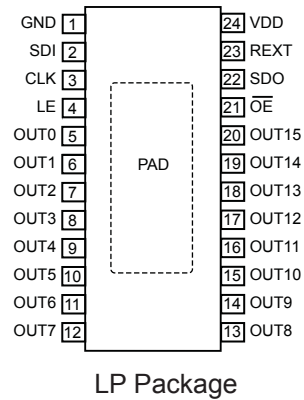 GND 1 24 VDD
SDI 2 23 REXT
CLK 3 22 SDO
LE 4 21 O̅E̅
OUT0 5 20 OUT15
OUT1 6 PAD 19 OUT14
OUT2 7 18 OUT13
OUT3 8 17 OUT12
OUT4 9 16 OUT11
OUT5 10 15 OUT10
OUT6 11 14 OUT9
OUT7 12 13 OUT8
LP Package